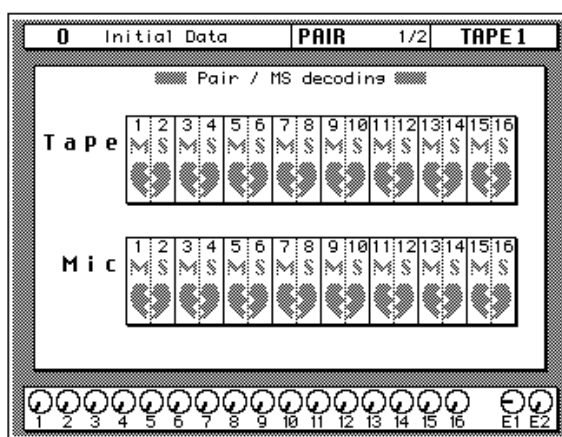 0 Initial Data PAIR 1/2 TAPE 1
Pair / MS decoding
1 2 3 4 5 6 7 8 9 10 11 12 13 14 15 16
Tape M S M S M S M S M S M S M S M S
1 2 3 4 5 6 7 8 9 10 11 12 13 14 15 16
Mic M S M S M S M S M S M S M S M S
1 2 3 4 5 6 7 8 9 10 11 12 13 14 15 16 E1 E2